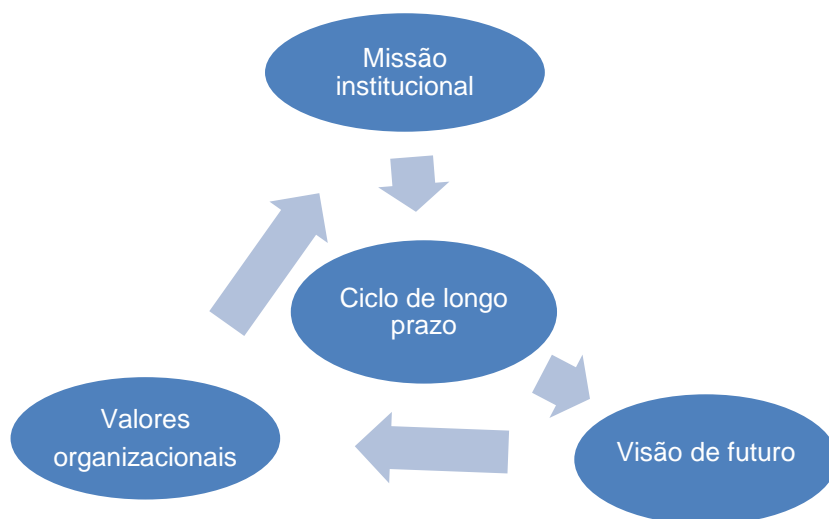 Missão
institucional
Ciclo de longo
prazo
Valores
organizacionais
Visão de futuro